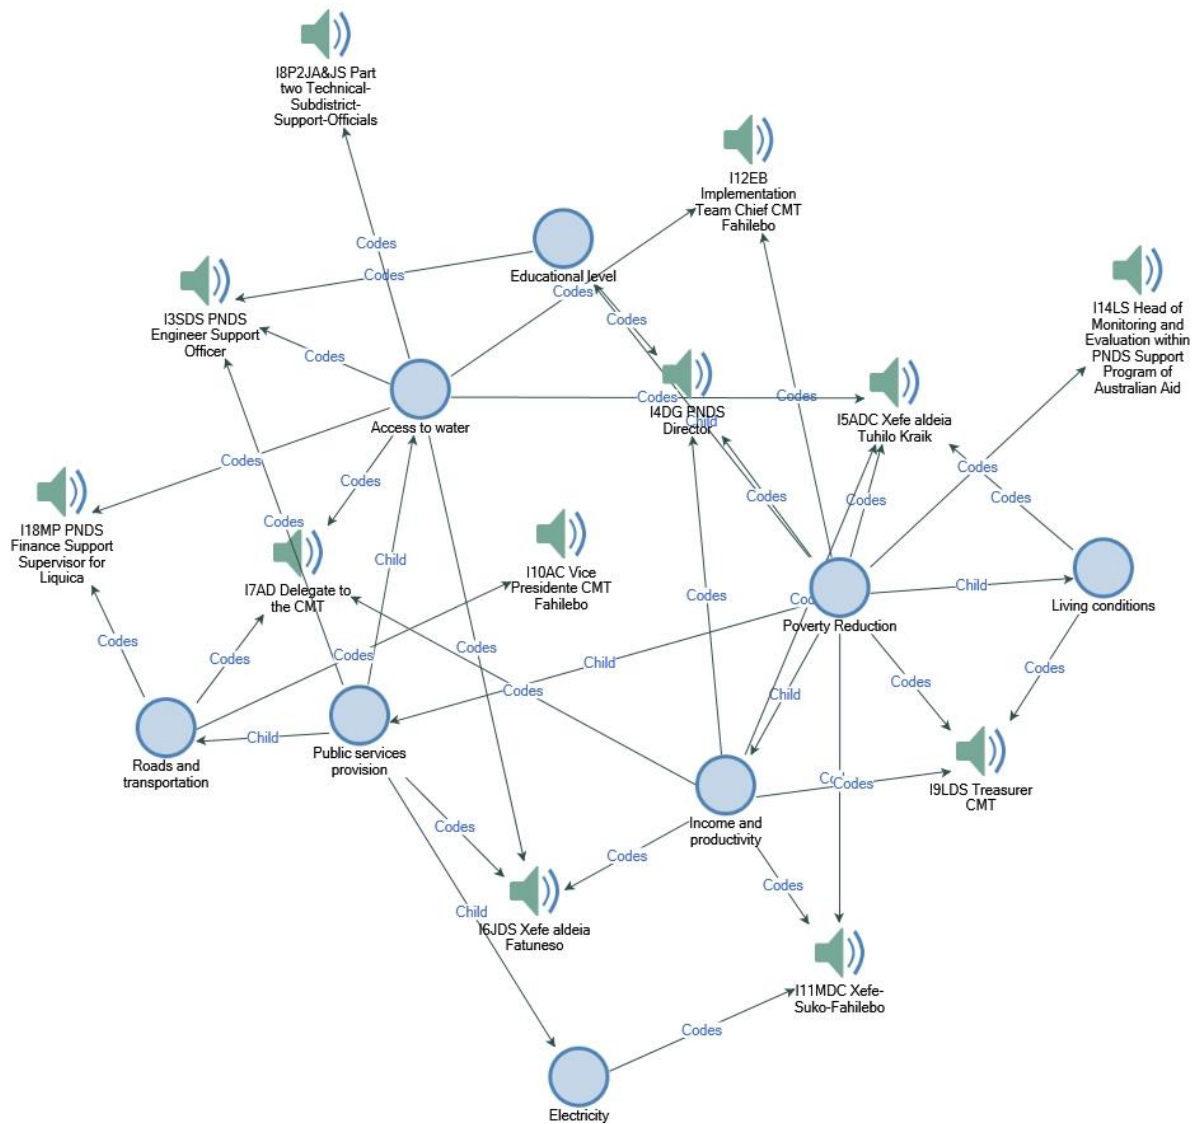 I8P2JA&JS Part
two Technical-
Subdistrict-
Support-Officials
I12EB
Implementation
Team Chief CMT
Fahilebo
Codes
Educational level
Codes
Codes
I3SDS PNDS
Engineer Support
Officer
I14LS Head of
Monitoring and
Evaluation within
PNDS Support
Program of
Australian Aid
Codes
Codes
Access to water
Codes
Codes
I4DG PNDS
Director
Child
I5ADC Xefe aldeia
Tuhilo Kraik
Codes
Codes
Codes
Codes
Codes
Codes
I18MP PNDS
Finance Support
Supervisor for
Liquica
Codes
Child
I7AD Delegate to
the CMT
I10AC Vice
Presidente CMT
Fahilebo
Codes
Codes
Poverty Reduction
Child
Living conditions
Codes
Codes
Codes
Codes
Child
Codes
Codes
Codes
Child
Child
Roads and
transportation
Public services
provision
Codes
Codes
I9LDS Treasurer
CMT
Income and
productivity
Codes
Codes
Codes
Child
I6JDS Xefe aldeia
Fatuneso
I11MDC Xefe-
Suko-Fahilebo
Codes
Electricity